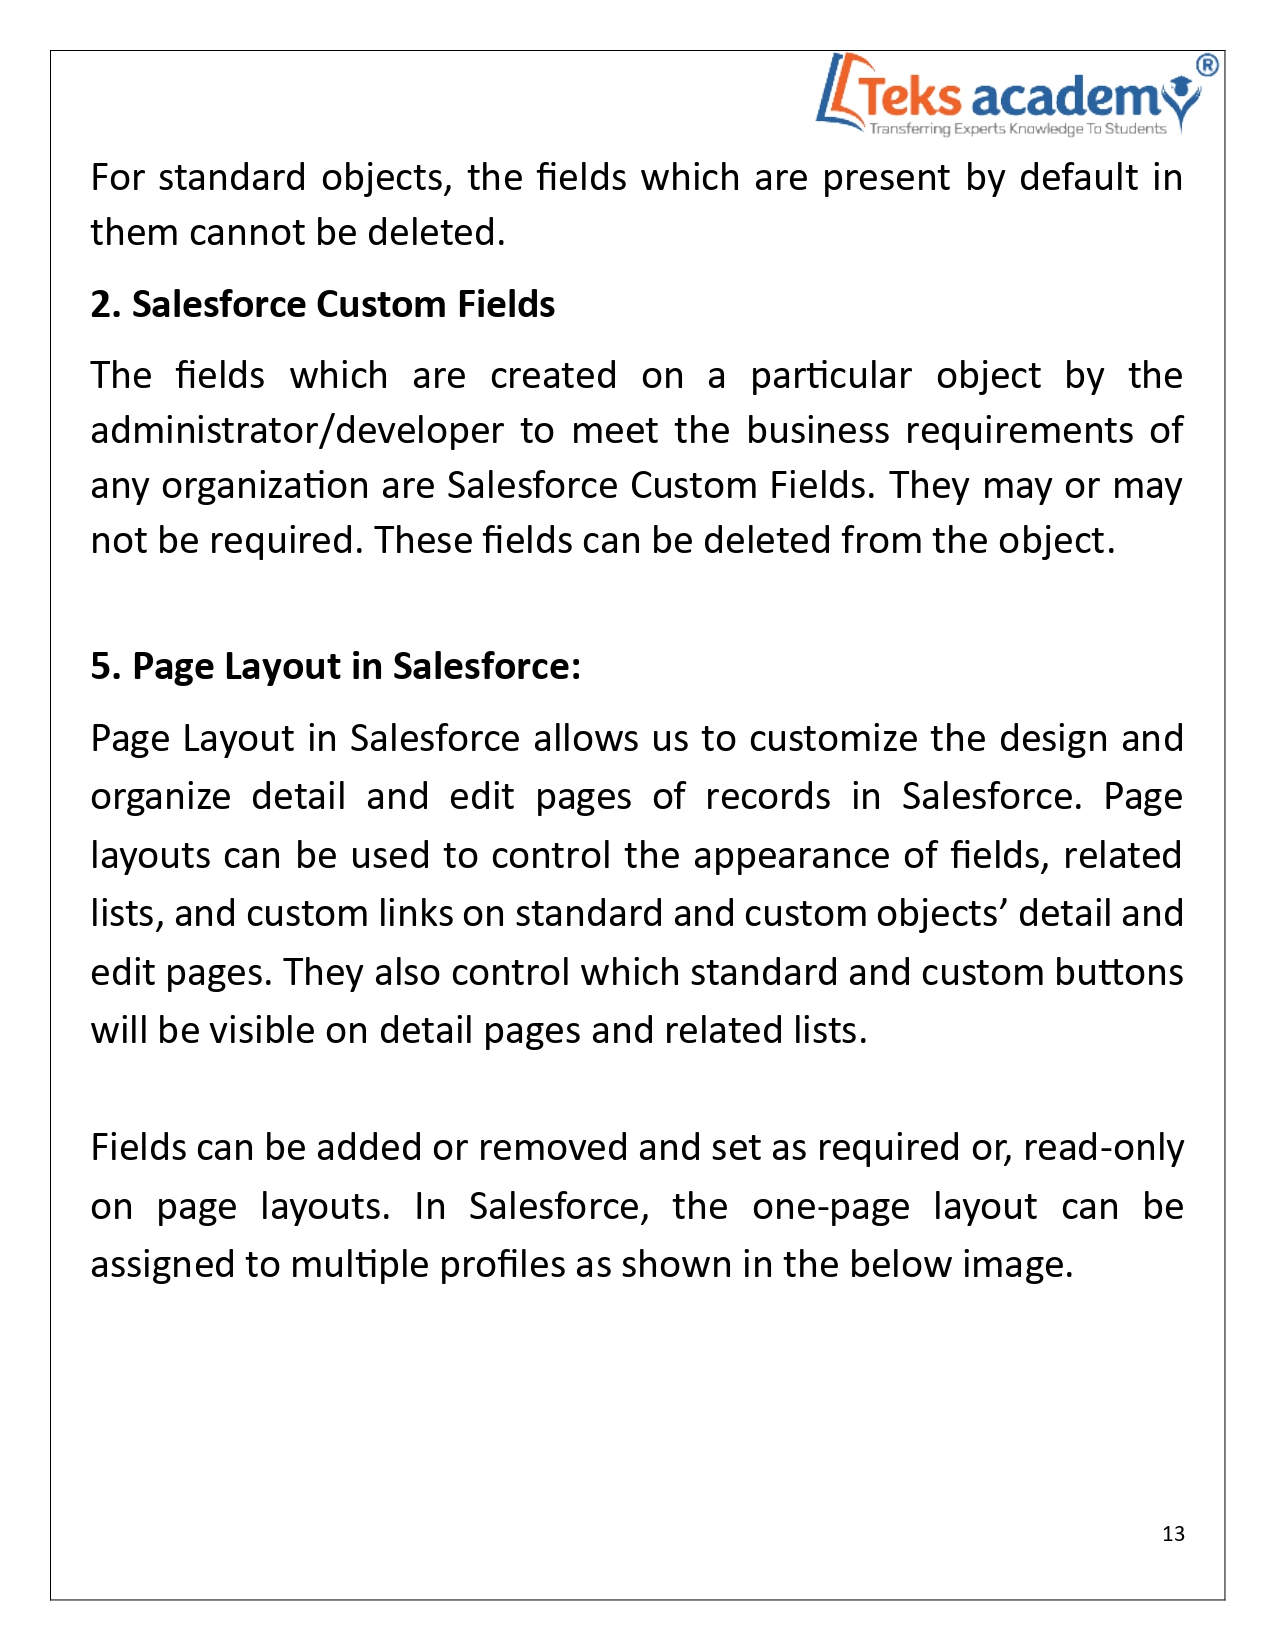 Teks academy ®
Transferring Experts Knowledge To Students
For standard objects, the fields which are present by default in
them cannot be deleted.
2. Salesforce Custom Fields
The fields which are created on a particular object by the
administrator/developer to meet the business requirements of
any organization are Salesforce Custom Fields. They may or may
not be required. These fields can be deleted from the object.
5. Page Layout in Salesforce:
Page Layout in Salesforce allows us to customize the design and
organize detail and edit pages of records in Salesforce. Page
layouts can be used to control the appearance of fields, related
lists, and custom links on standard and custom objects’ detail and
edit pages. They also control which standard and custom buttons
will be visible on detail pages and related lists.
Fields can be added or removed and set as required or, read-only
on page layouts. In Salesforce, the one-page layout can be
assigned to multiple profiles as shown in the below image.
13